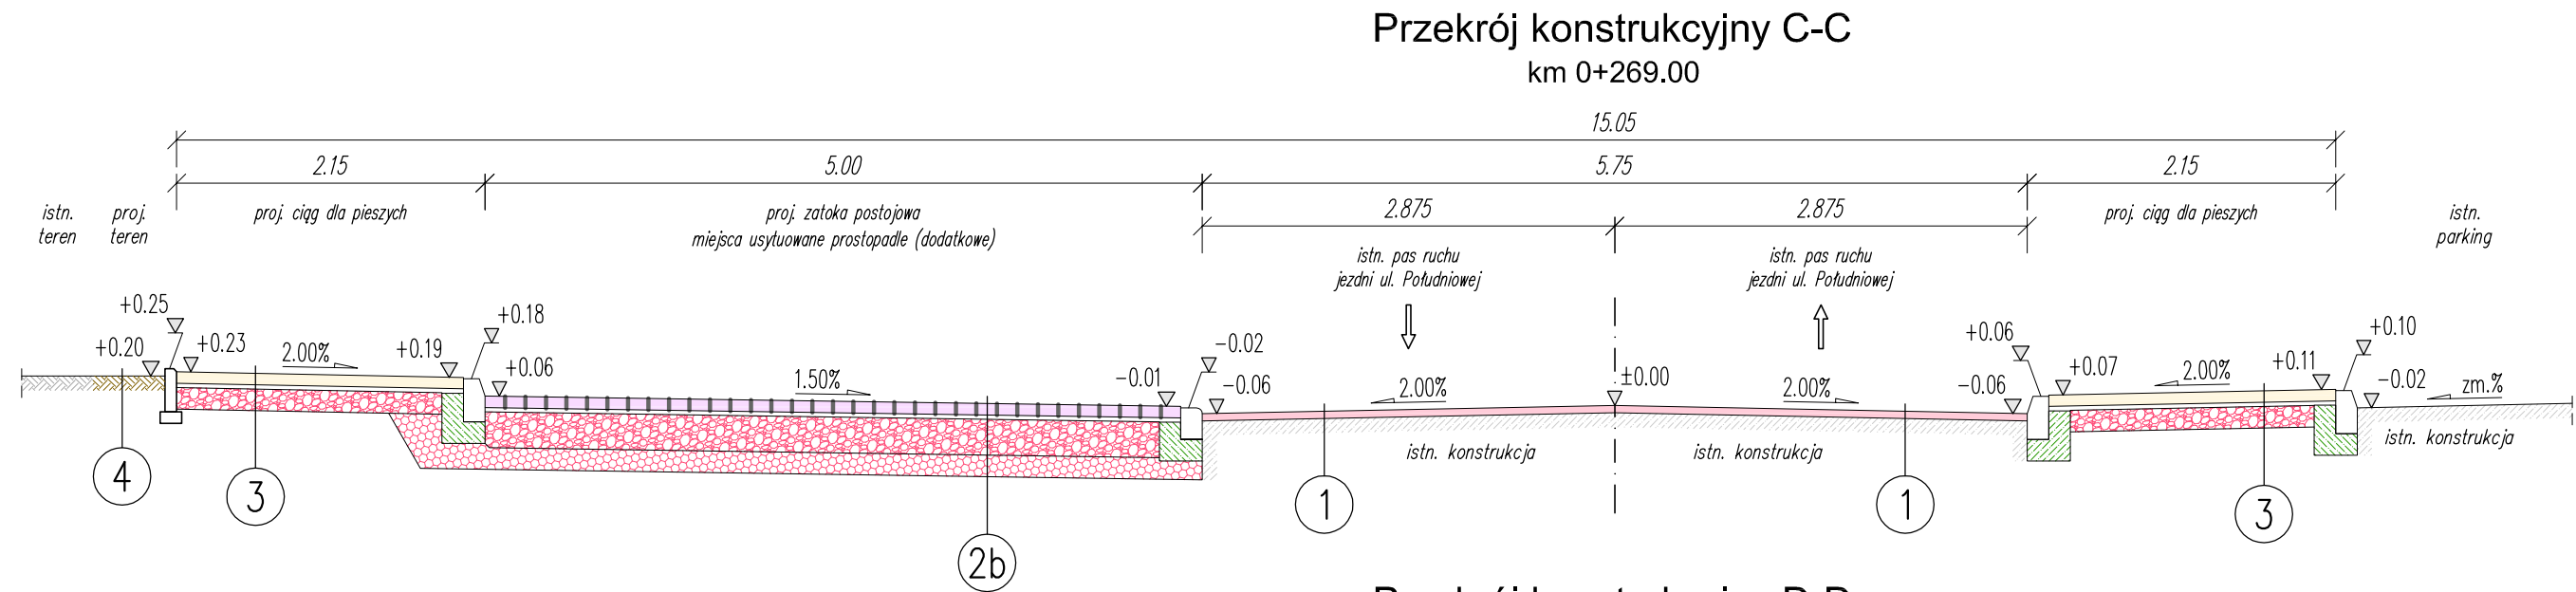 Przekrój konstrukcyjny C-C
km 0+269.00
15.05
2.15
5.00
5.75
2.15
istn.
teren
proj.
teren
proj. ciąg dla pieszych
proj. zatoka postojowa
miejsca usytuowane prostopadle (dodatkowe)
2.875
2.875
proj. ciąg dla pieszych
istn.
parking
istn. pas ruchu
jezdni ul. Południowej
istn. pas ruchu
jezdni ul. Południowej
+0.25
+0.20
+0.23
2.00%
+0.19
+0.18
+0.06
1.50%
-0.01
-0.02
-0.06
2.00%
±0.00
2.00%
-0.06
+0.06
+0.07
2.00%
+0.11
+0.10
-0.02
zm.%
istn. konstrukcja
istn. konstrukcja
istn. konstrukcja
4
3
2b
1
1
3